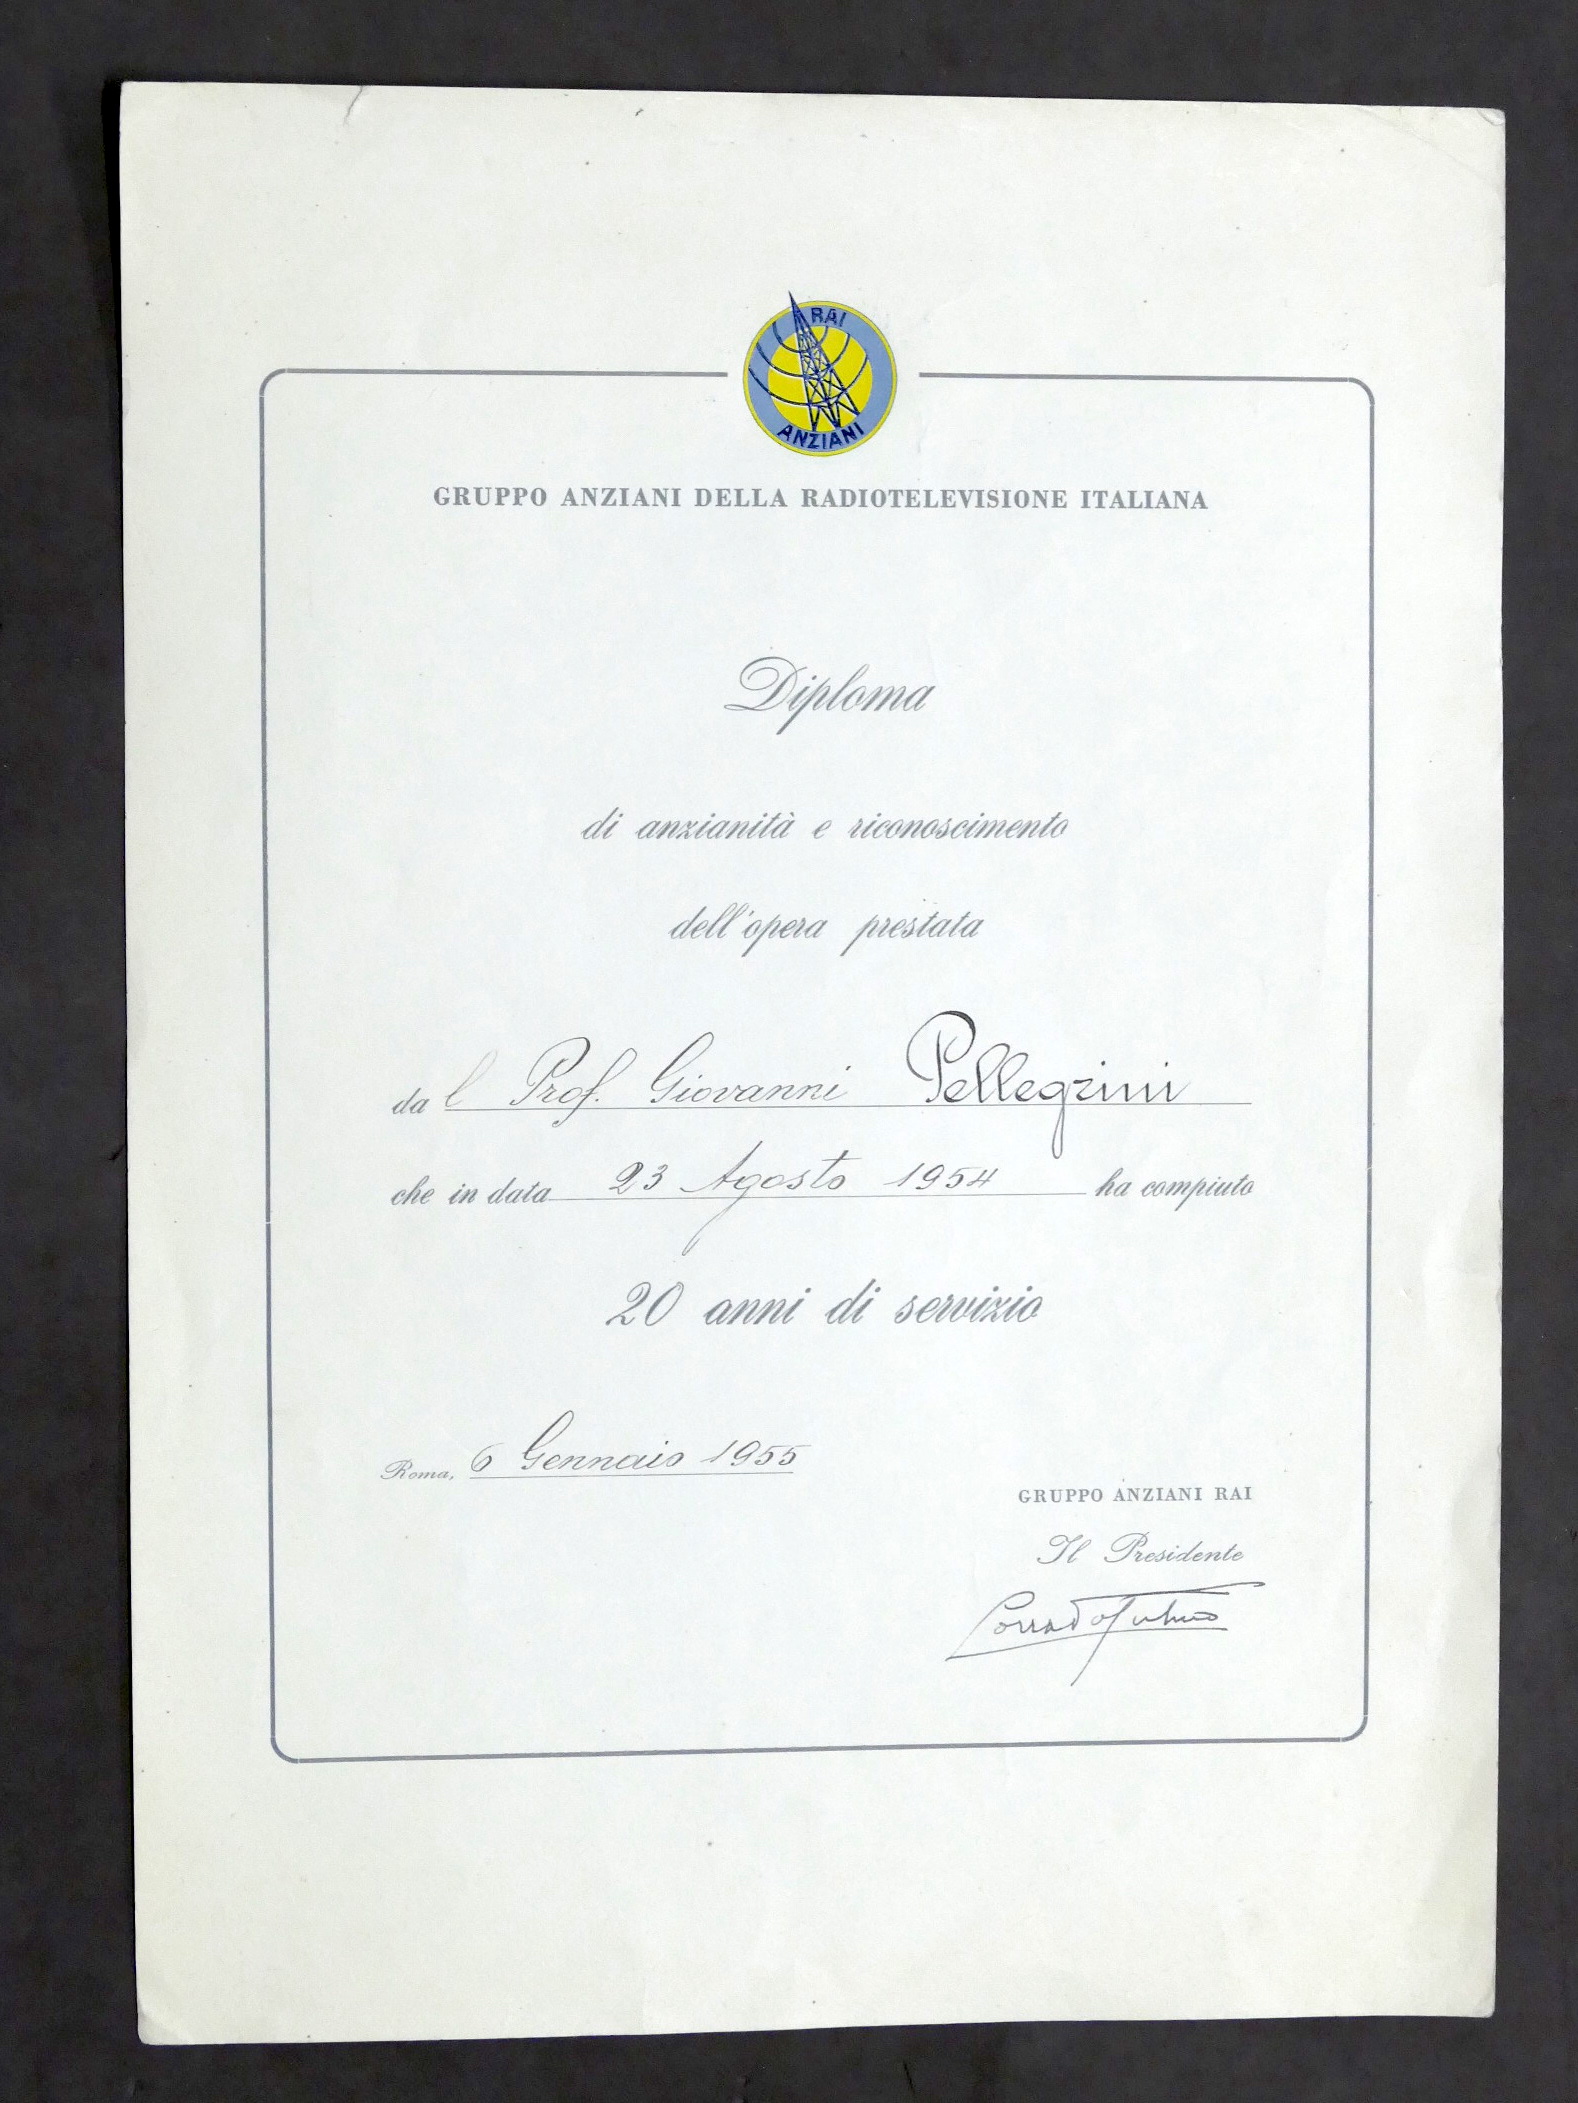 RAI
ANZIANI
GRUPPO ANZIANI DELLA RADIOTELEVISIONE ITALIANA
Diploma
di anzianità e riconoscimento
dell'opera prestata
dal Prof. Giovanni Pellegrini
che in data 23 Agosto 1954 ha compiuto
20 anni di servizio
Roma, 6 Gennaio 1955
GRUPPO ANZIANI RAI
Il Presidente
Corrado